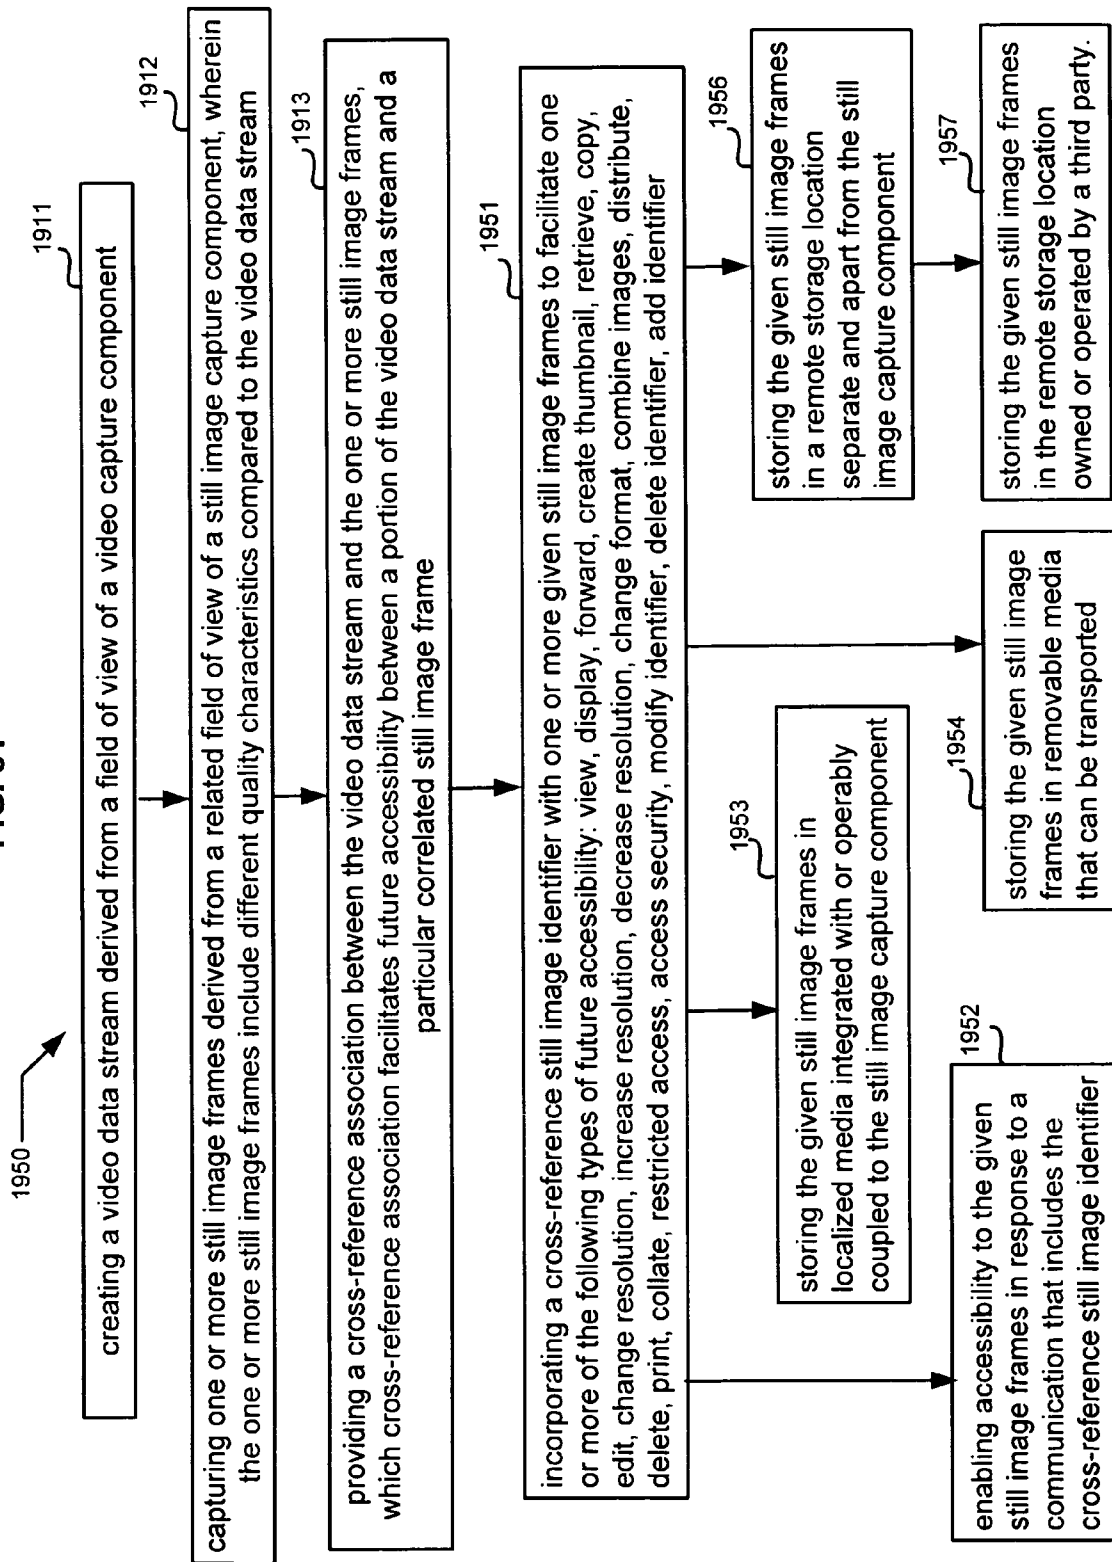 1950
1911
creating a video data stream derived from a field of view of a video capture component
1912
capturing one or more still image frames derived from a related field of view of a still image capture component, wherein
the one or more still image frames include different quality characteristics compared to the video data stream
1913
providing a cross-reference association between the video data stream and the one or more still image frames,
which cross-reference association facilitates future accessibility between a portion of the video data stream and a
particular correlated still image frame
1951
incorporating a cross-reference still image identifier with one or more given still image frames to facilitate one
or more of the following types of future accessibility: view, display, forward, create thumbnail, retrieve, copy,
edit, change resolution, increase resolution, decrease resolution, change format, combine images, distribute,
delete, print, collate, restricted access, access security, modify identifier, delete identifier, add identifier
1952
enabling accessibility to the given
still image frames in response to a
communication that includes the
cross-reference still image identifier
1953
storing the given still image frames in
localized media integrated with or operably
coupled to the still image capture component
1954
storing the given still image
frames in removable media
that can be transported
1956
storing the given still image frames
in a remote storage location
separate and apart from the still
image capture component
1957
storing the given still image frames
in the remote storage location
owned or operated by a third party.